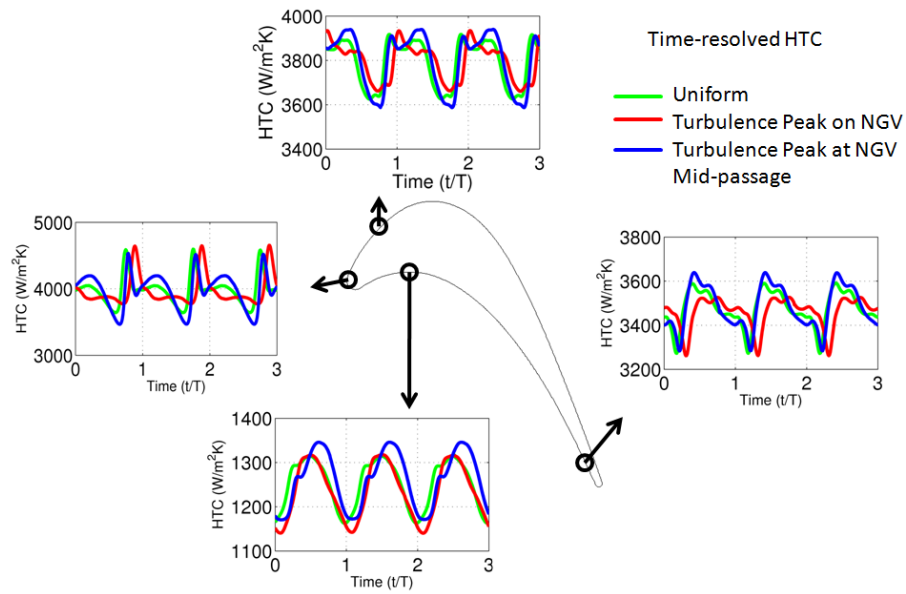 Time-resolved HTC
Uniform
Turbulence Peak on NGV
Turbulence Peak at NGV
Mid-passage
4000
3800
3600
3400
HTC (W/m²K)
0 1 2 3
Time (t/T)
5000
4000
3000
HTC (W/m²K)
0 1 2 3
Time (t/T)
3800
3600
3400
3200
HTC (W/m²K)
0 1 2 3
Time (t/T)
1400
1300
1200
1100
HTC (W/m²K)
0 1 2 3
Time (t/T)